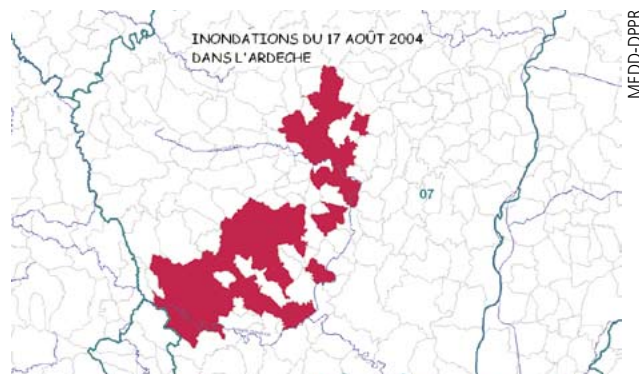 INONDATIONS DU 17 AOÛT 2004
DANS L'ARDECHE
07
MEDD-DPPR